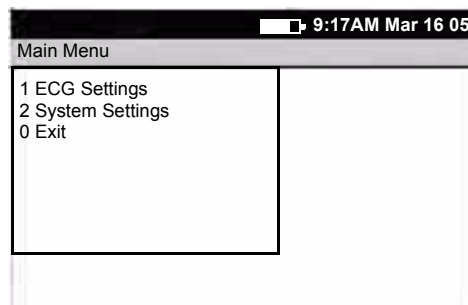 9:17AM Mar 16 05
Main Menu
1 ECG Settings
2 System Settings
0 Exit